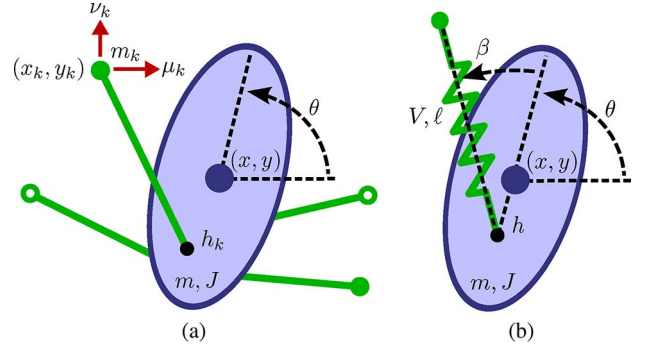 ν_k
m_k
(x_k, y_k)
μ_k
θ
(x, y)
h_k
m, J
(a)
β
V, ℓ
θ
(x, y)
h
m, J
(b)